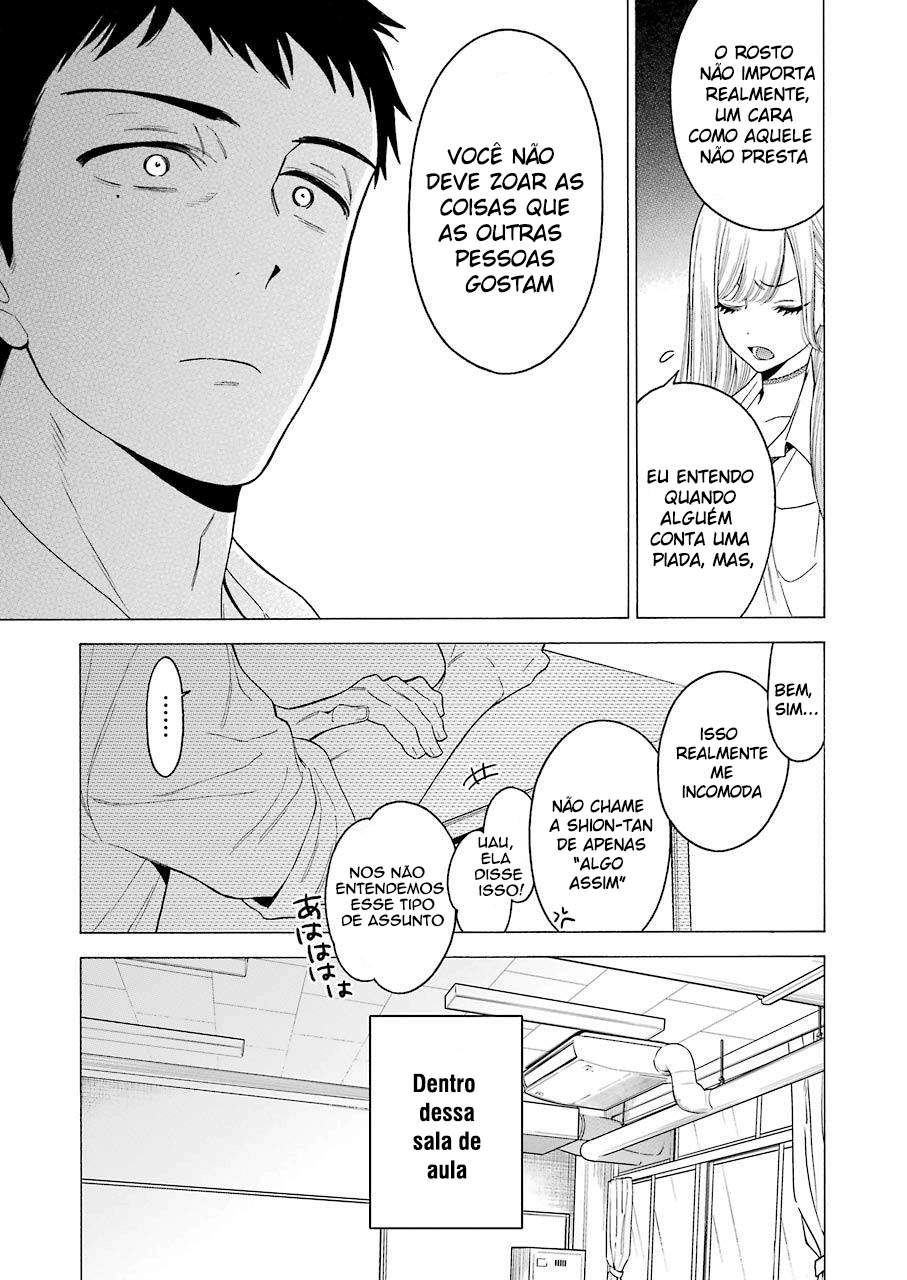 O ROSTO
NÃO IMPORTA
REALMENTE,
UM CARA
COMO AQUELE
NÃO PRESTA
EU ENTENDO
QUANDO
ALGUÉM
CONTA UMA
PIADA, MAS,
VOCÊ NÃO
DEVE ZOAR AS
COISAS QUE
AS OUTRAS
PESSOAS
GOSTAM
BEM,
SIM...
ISSO
REALMENTE
ME
INCOMODA
NÃO CHAME
A SHION-TAN
DE APENAS
"ALGO
ASSIM"
UAU,
ELA
DISSE
ISSO!
NOS NÃO
ENTENDEMOS
ESSE TIPO
DE ASSUNTO
あはははは
.......
Dentro
dessa
sala de
aula